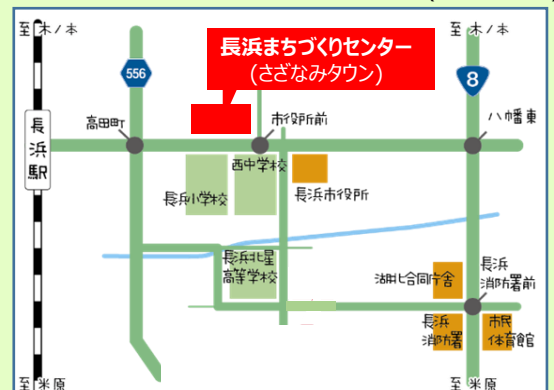 至木ノ本
至木ノ本
長浜まちづくりセンター
(さざなみタウン)
556
8
高田町
市役所前
八幡東
長浜駅
西中学校
長浜小学校
長浜市役所
長浜北星
高等学校
湖北合同庁舎
長浜
消防署前
長浜
消防署
市民
体育館
至米原
至米原